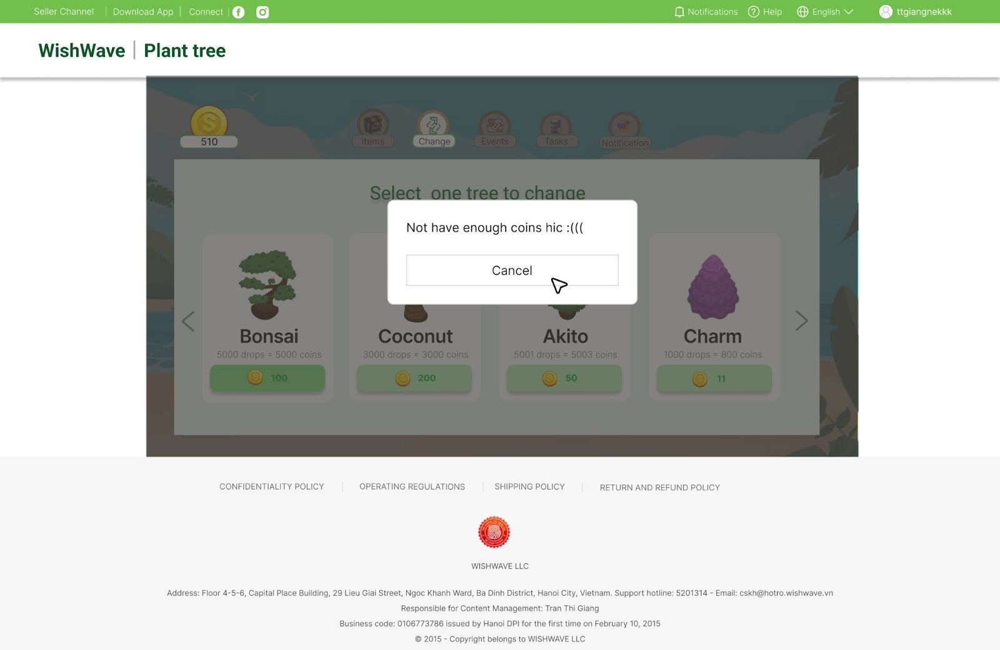 Seller Channel | Download App | Connect | Notifications Help English ttgiangnekkk
WishWave | Plant tree
510
Items Change Events Tasks Notification
Select one tree to change
Not have enough coins hic :(((
Cancel
Bonsai Coconut Akito Charm
5000 drops = 5000 coins 3000 drops = 3000 coins 5001 drops = 5003 coins 1000 drops = 800 coins
100 200 50 11
CONFIDENTIALITY POLICY OPERATING REGULATIONS SHIPPING POLICY RETURN AND REFUND POLICY
WISHWAVE LLC
Address: Floor 4-5-6, Capital Place Building, 29 Lieu Giai Street, Ngoc Khanh Ward, Ba Dinh District, Hanoi City, Vietnam. Support hotline: 5201314 - Email: cskh@hotro.wishwave.vn
Responsible for Content Management: Tran Thi Giang
Business code: 0106773786 issued by Hanoi DPI for the first time on February 10, 2015
© 2015 - Copyright belongs to WISHWAVE LLC